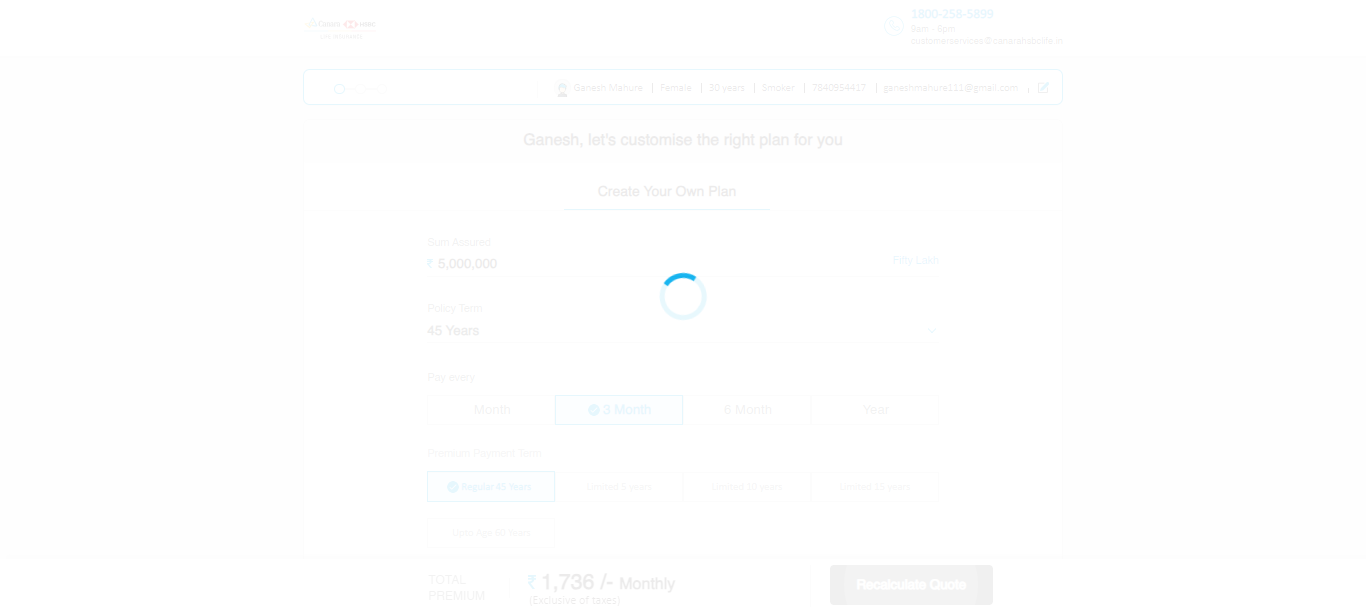 Canara HSBC
LIFE INSURANCE
1800-258-5899
9am - 6pm
customerservice@canarahsbclife.in
Ganesh Mahure | Female | 30 years | Smoker | 7840554417 | ganeshmahure111@gmail.com
Ganesh, let's customise the right plan for you
Create Your Own Plan
Sum Assured
₹ 5,000,000 Fifty Lakh
Policy Term
45 Years
Pay every
Month 3 Month 6 Month Year
Premium Payment Term
Regular 45 Years Limited 5 years Limited 10 years Limited 15 years
Upto Age 60 Years
TOTAL PREMIUM
₹ 1,736 /- Monthly
(Exclusive of taxes)
Recalculate Quote